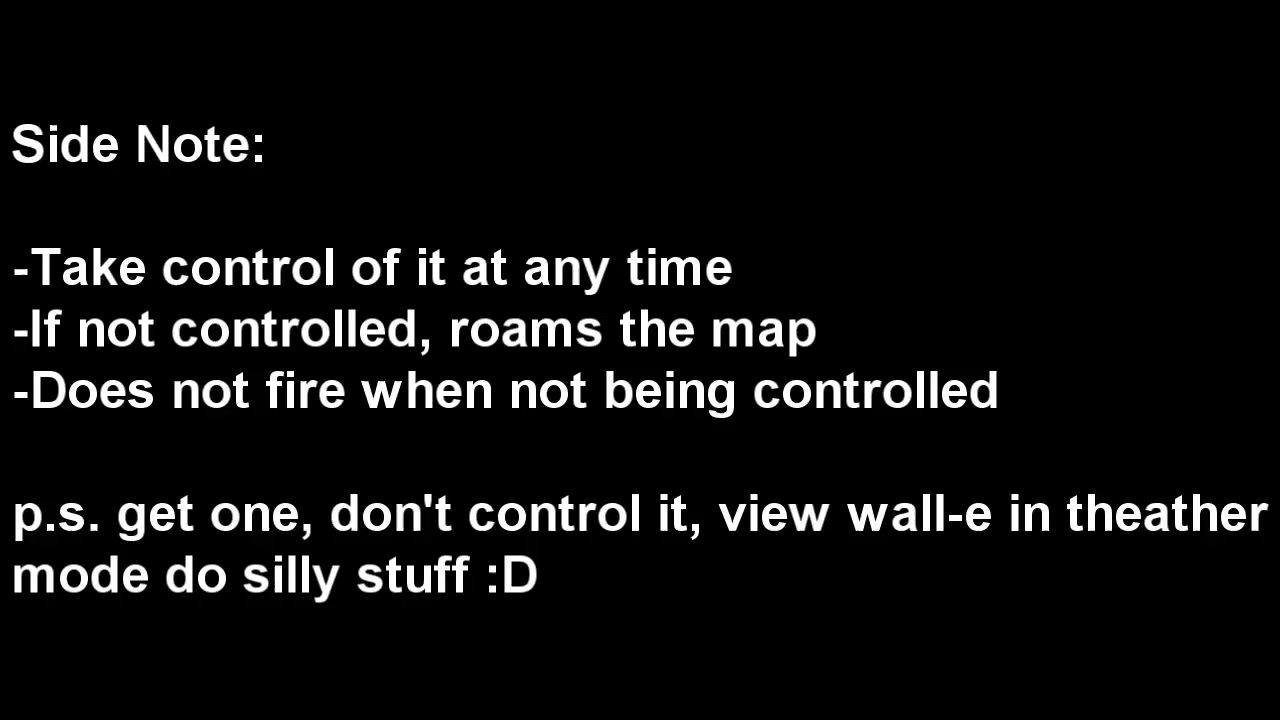 Side Note:
-Take control of it at any time
-If not controlled, roams the map
-Does not fire when not being controlled
p.s. get one, don't control it, view wall-e in theather
mode do silly stuff :D